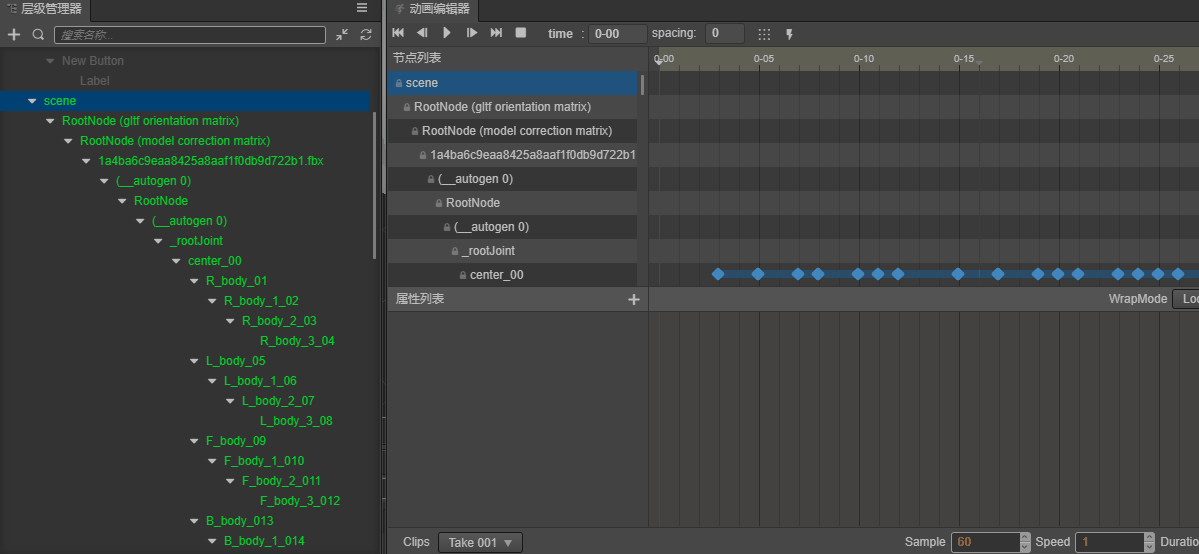 层级管理器
搜索名称...
New Button
Label
scene
RootNode (gltf orientation matrix)
RootNode (model correction matrix)
1a4ba6c9eaa8425a8aaf1f0db9d722b1.fbx
(__autogen 0)
RootNode
(__autogen 0)
_rootJoint
center_00
R_body_01
R_body_1_02
R_body_2_03
R_body_3_04
L_body_05
L_body_1_06
L_body_2_07
L_body_3_08
F_body_09
F_body_1_010
F_body_2_011
F_body_3_012
B_body_013
B_body_1_014
动画编辑器
time : 0-00 spacing: 0
节点列表
0-00 0-05 0-10 0-15 0-20 0-25
scene
RootNode (gltf orientation matrix)
RootNode (model correction matrix)
1a4ba6c9eaa8425a8aaf1f0db9d722b1
(__autogen 0)
RootNode
(__autogen 0)
_rootJoint
center_00
属性列表
WrapMode Loo
Clips Take 001 Sample 60 Speed 1 Duratio